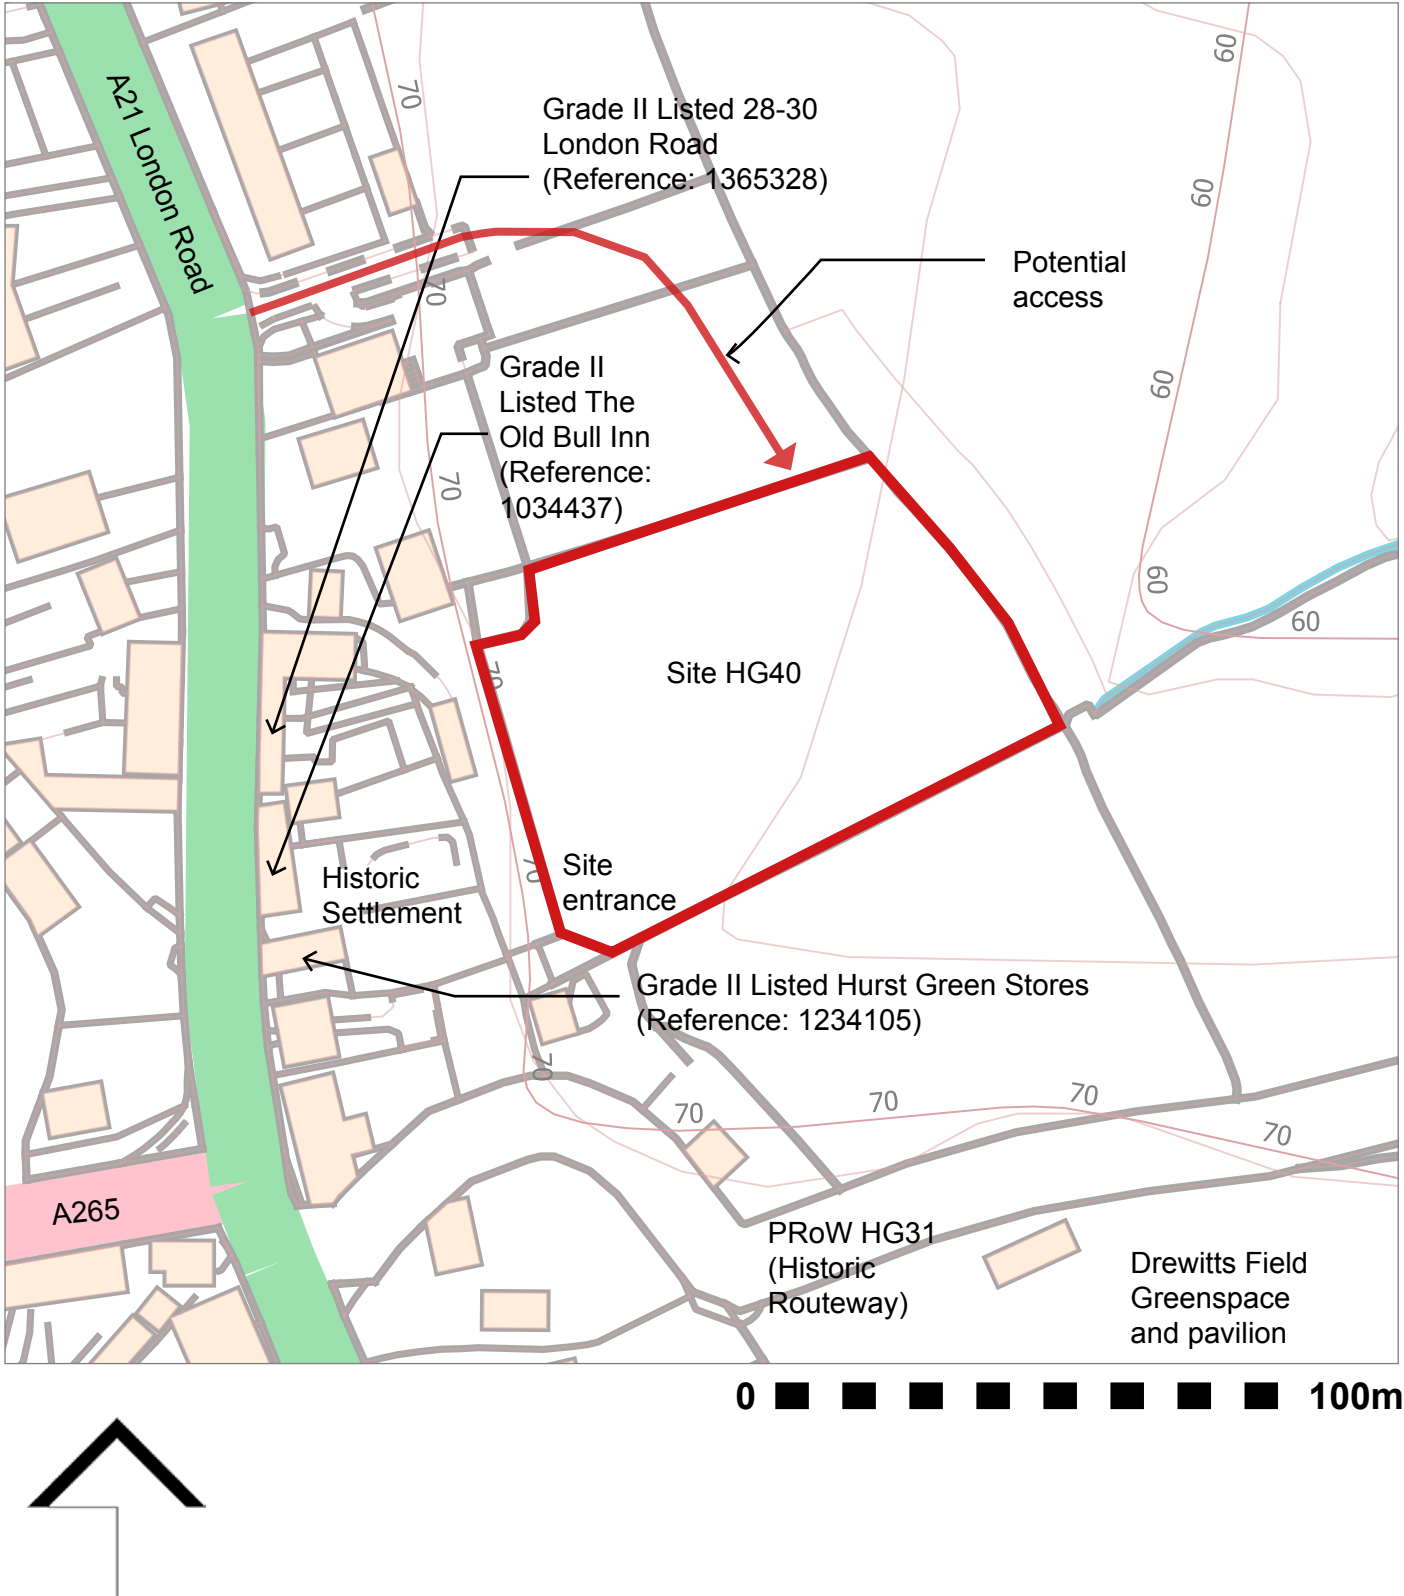 60
A21 London Road
70
Grade II Listed 28-30
London Road
(Reference: 1365328)
60
Potential
access
70
Grade II
Listed The
Old Bull Inn
(Reference:
1034437)
60
70
60
60
Site HG40
70
Site
entrance
70
Historic
Settlement
Grade II Listed Hurst Green Stores
(Reference: 1234105)
70
70
70
70
70
A265
PRoW HG31
(Historic
Routeway)
Drewitts Field
Greenspace
and pavilion
0 100m